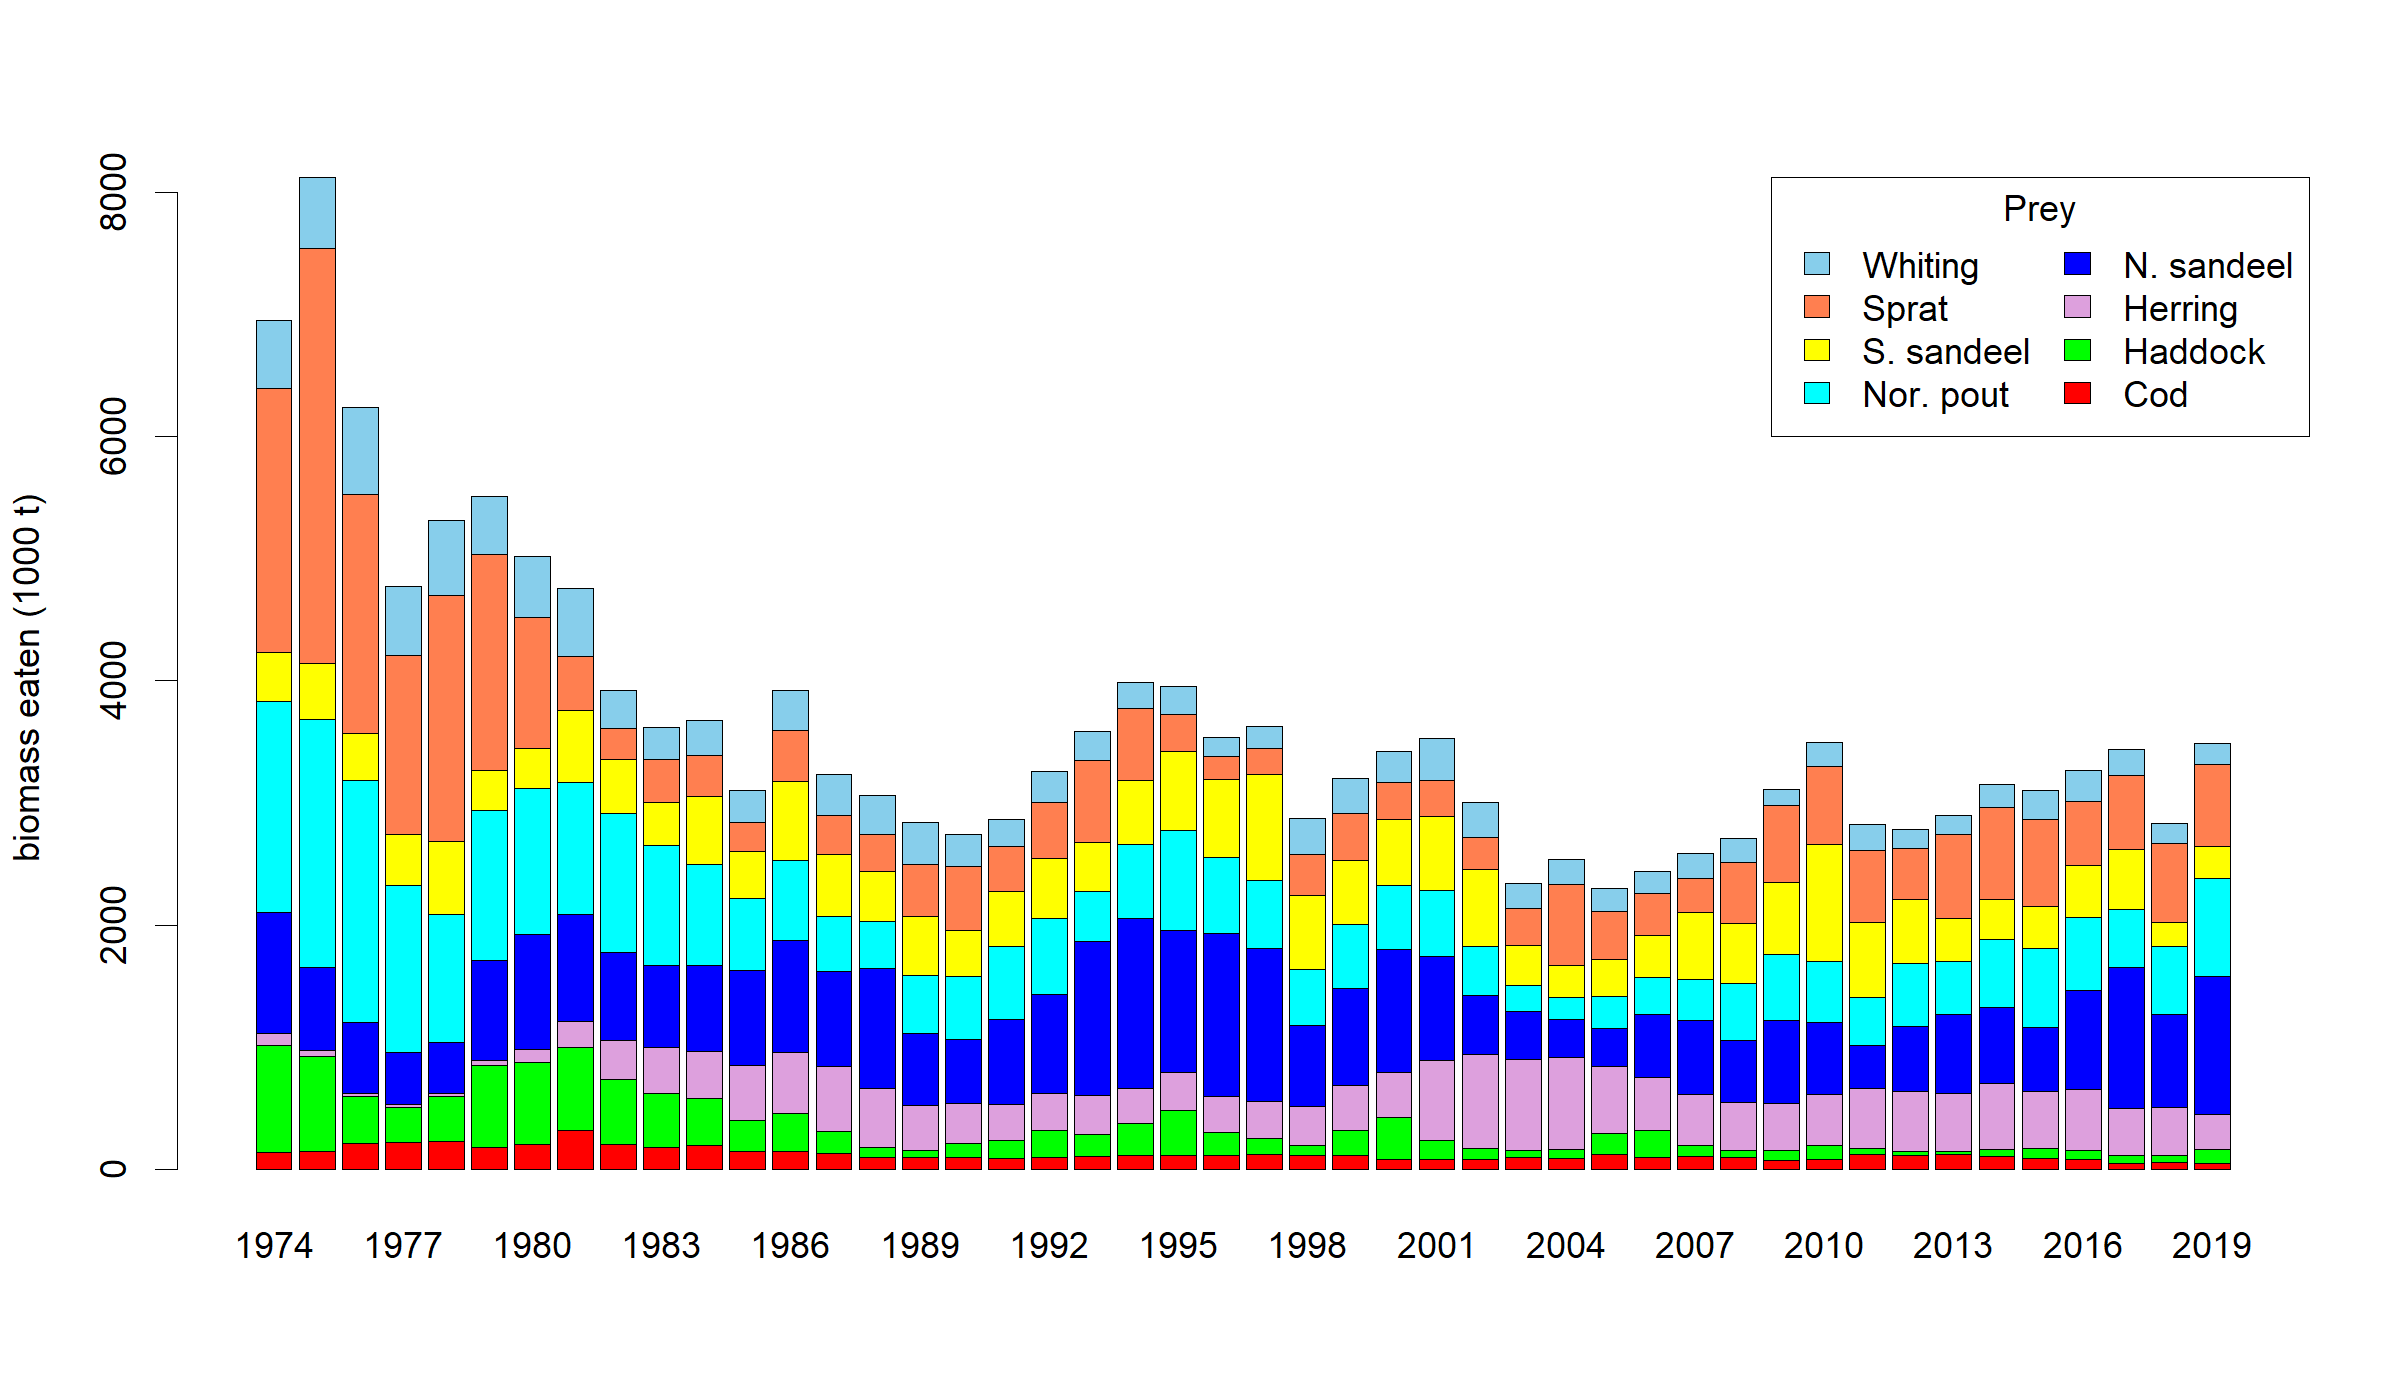 biomass eaten (1000 t)
8000
6000
4000
2000
0
Prey
Whiting
Sprat
S. sandeel
Nor. pout
N. sandeel
Herring
Haddock
Cod
1974 1977 1980 1983 1986 1989 1992 1995 1998 2001 2004 2007 2010 2013 2016 2019